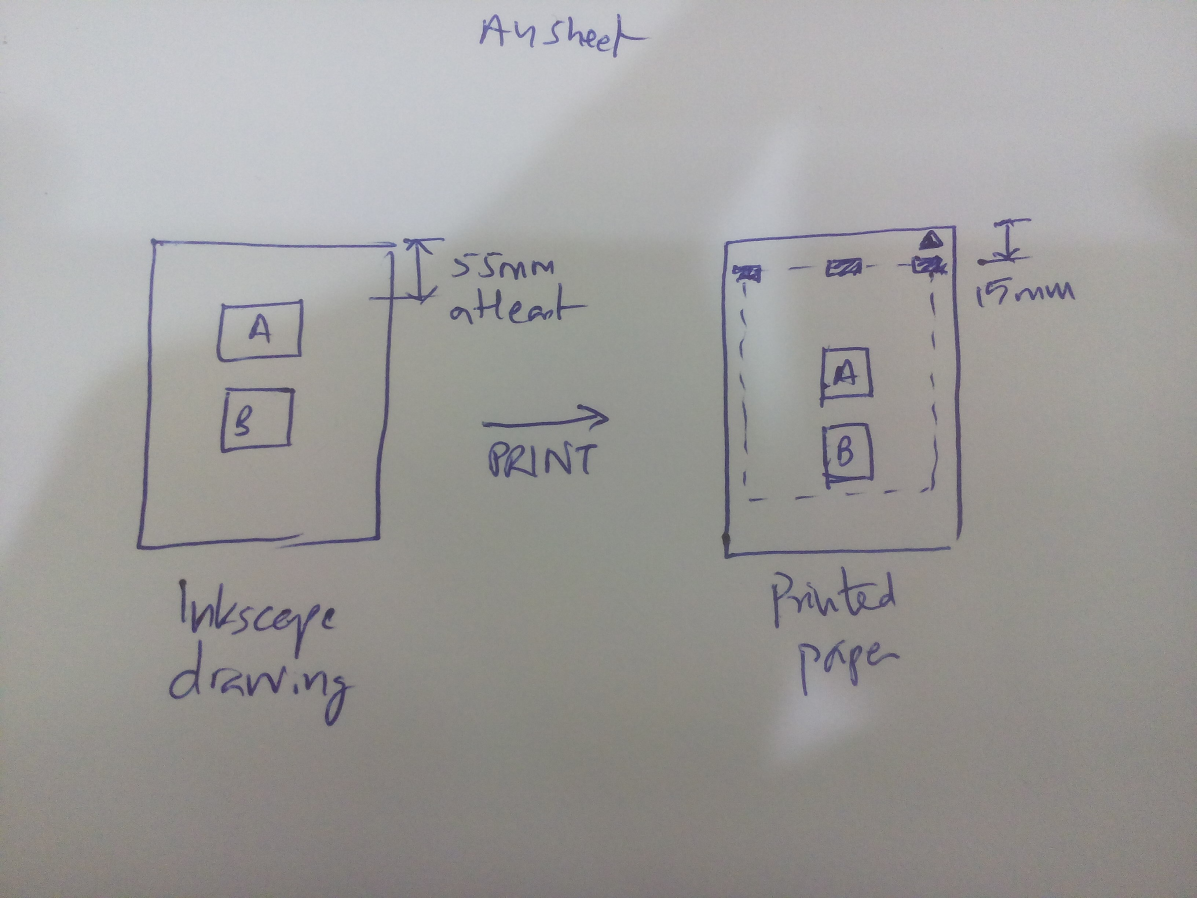 A4 Sheet
55mm
atleast
A
B
PRINT
15mm
A
B
Inkscape
drawing
Printed
paper